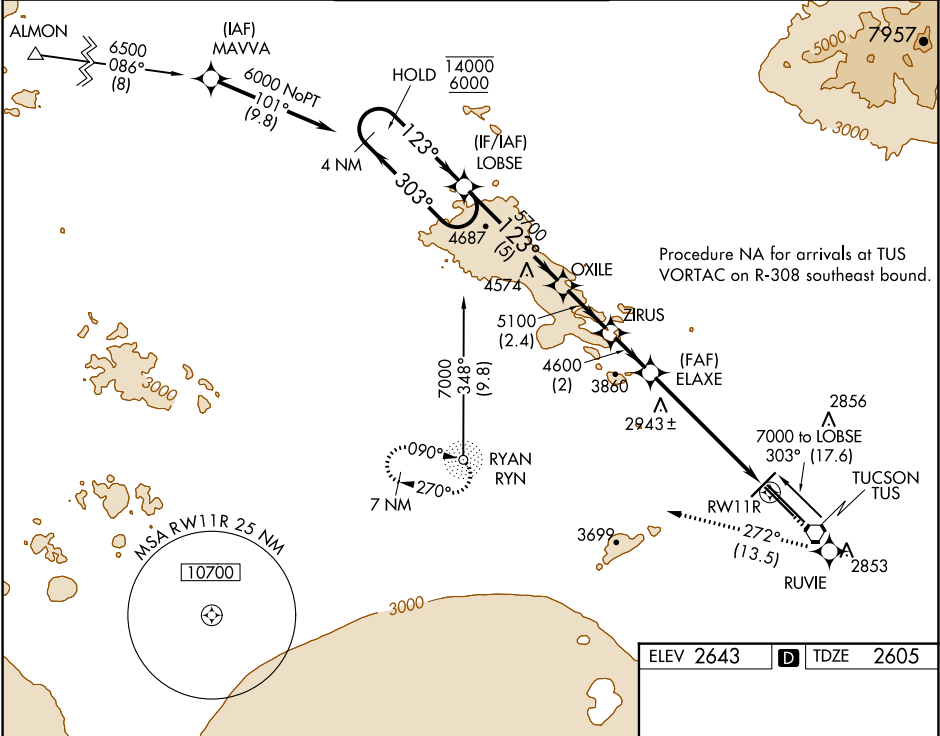 ALMON
6500
086°
(8)
(IAF)
MAVVA
6000 NoPT
101°
(9.8)
HOLD
14000
6000
4 NM
123°
303°
(IF/IAF)
LOBSE
5700
123°
(5)
4687
4574
OXILE
5100
(2.4)
ZIRUS
4600
(2)
3860
(FAF)
ELAXE
2943±
7957
5000
3000
Procedure NA for arrivals at TUS
VORTAC on R-308 southeast bound.
3000
7000
348°
(9.8)
090°
270°
7 NM
RYAN
RYN
2856
7000 to LOBSE
303° (17.6)
TUCSON
TUS
RW11R
272°
(13.5)
3699
2853
RUVIE
MSA RW11R 25 NM
10700
3000
ELEV 2643 D TDZE 2605